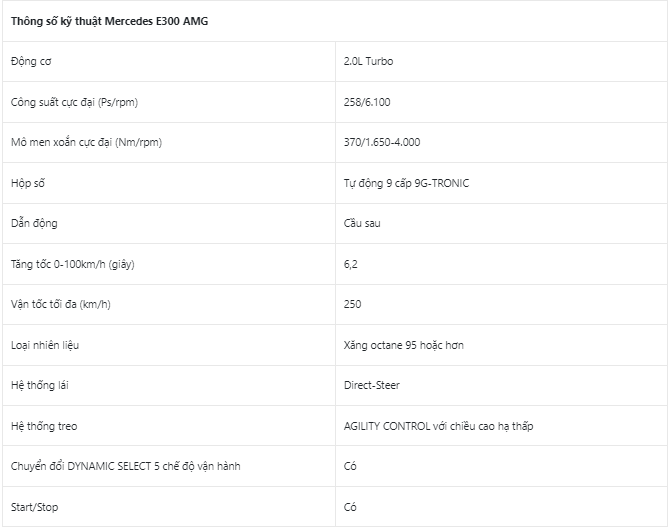 Thông số kỹ thuật Mercedes E300 AMG
Động cơ 2.0L Turbo
Công suất cực đại (Ps/rpm) 258/6.100
Mô men xoắn cực đại (Nm/rpm) 370/1.650-4.000
Hộp số Tự động 9 cấp 9G-TRONIC
Dẫn động Cầu sau
Tăng tốc 0-100km/h (giây) 6,2
Vận tốc tối đa (km/h) 250
Loại nhiên liệu Xăng octane 95 hoặc hơn
Hệ thống lái Direct-Steer
Hệ thống treo AGILITY CONTROL với chiều cao hạ thấp
Chuyển đổi DYNAMIC SELECT 5 chế độ vận hành Có
Start/Stop Có